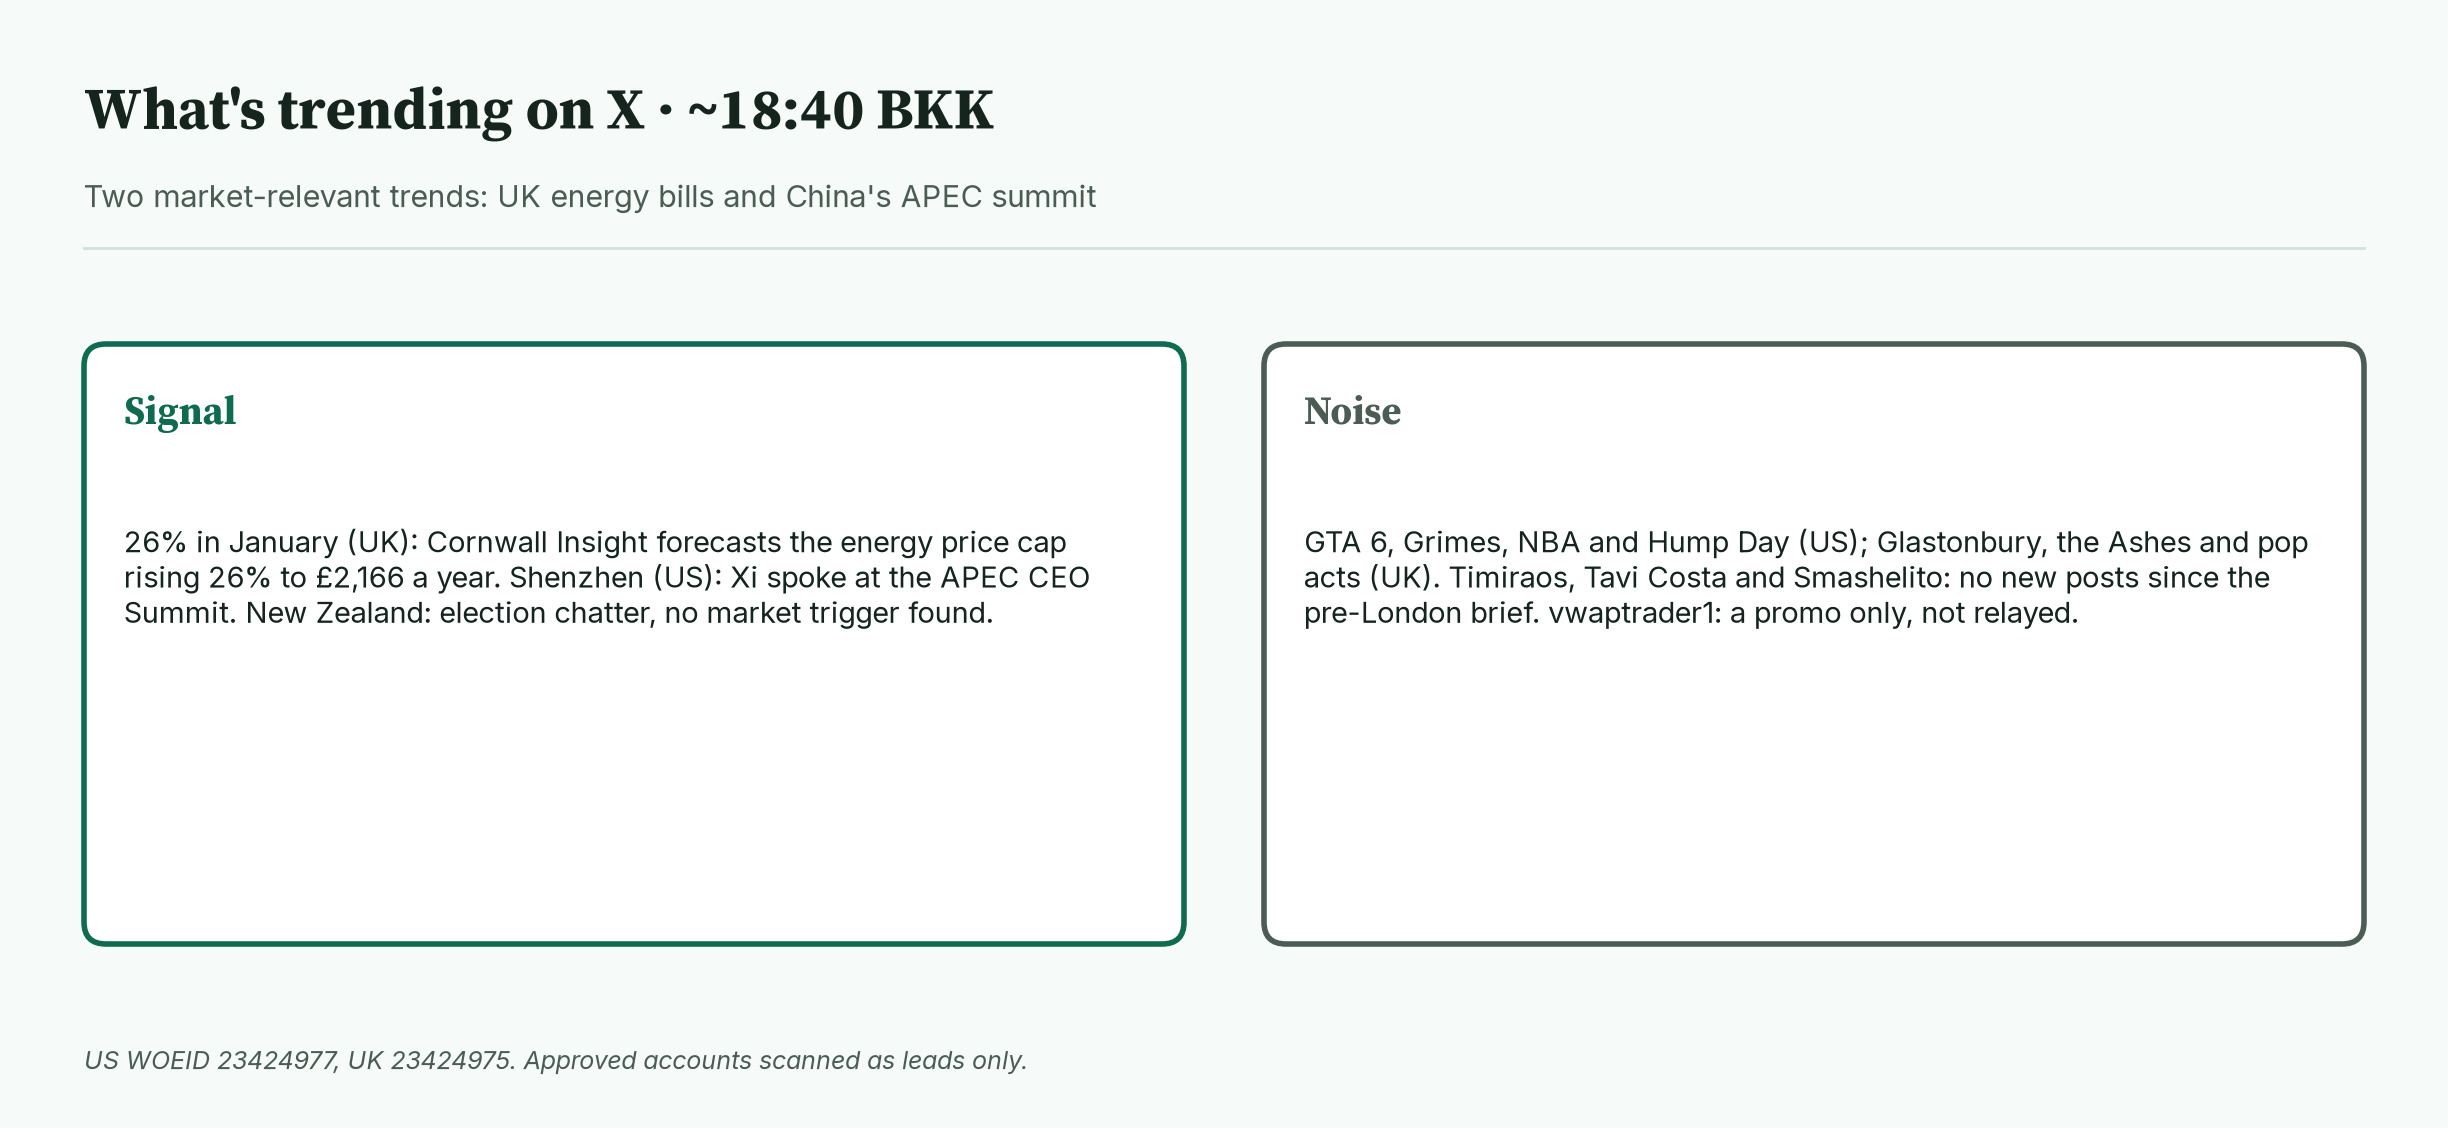 What's trending on X · ~18:40 BKK
Two market-relevant trends: UK energy bills and China's APEC summit
Signal
26% in January (UK): Cornwall Insight forecasts the energy price cap
rising 26% to £2,166 a year. Shenzhen (US): Xi spoke at the APEC CEO
Summit. New Zealand: election chatter, no market trigger found.
Noise
GTA 6, Grimes, NBA and Hump Day (US); Glastonbury, the Ashes and pop
acts (UK). Timiraos, Tavi Costa and Smashelito: no new posts since the
pre-London brief. vwaptrader1: a promo only, not relayed.
US WOEID 23424977, UK 23424975. Approved accounts scanned as leads only.